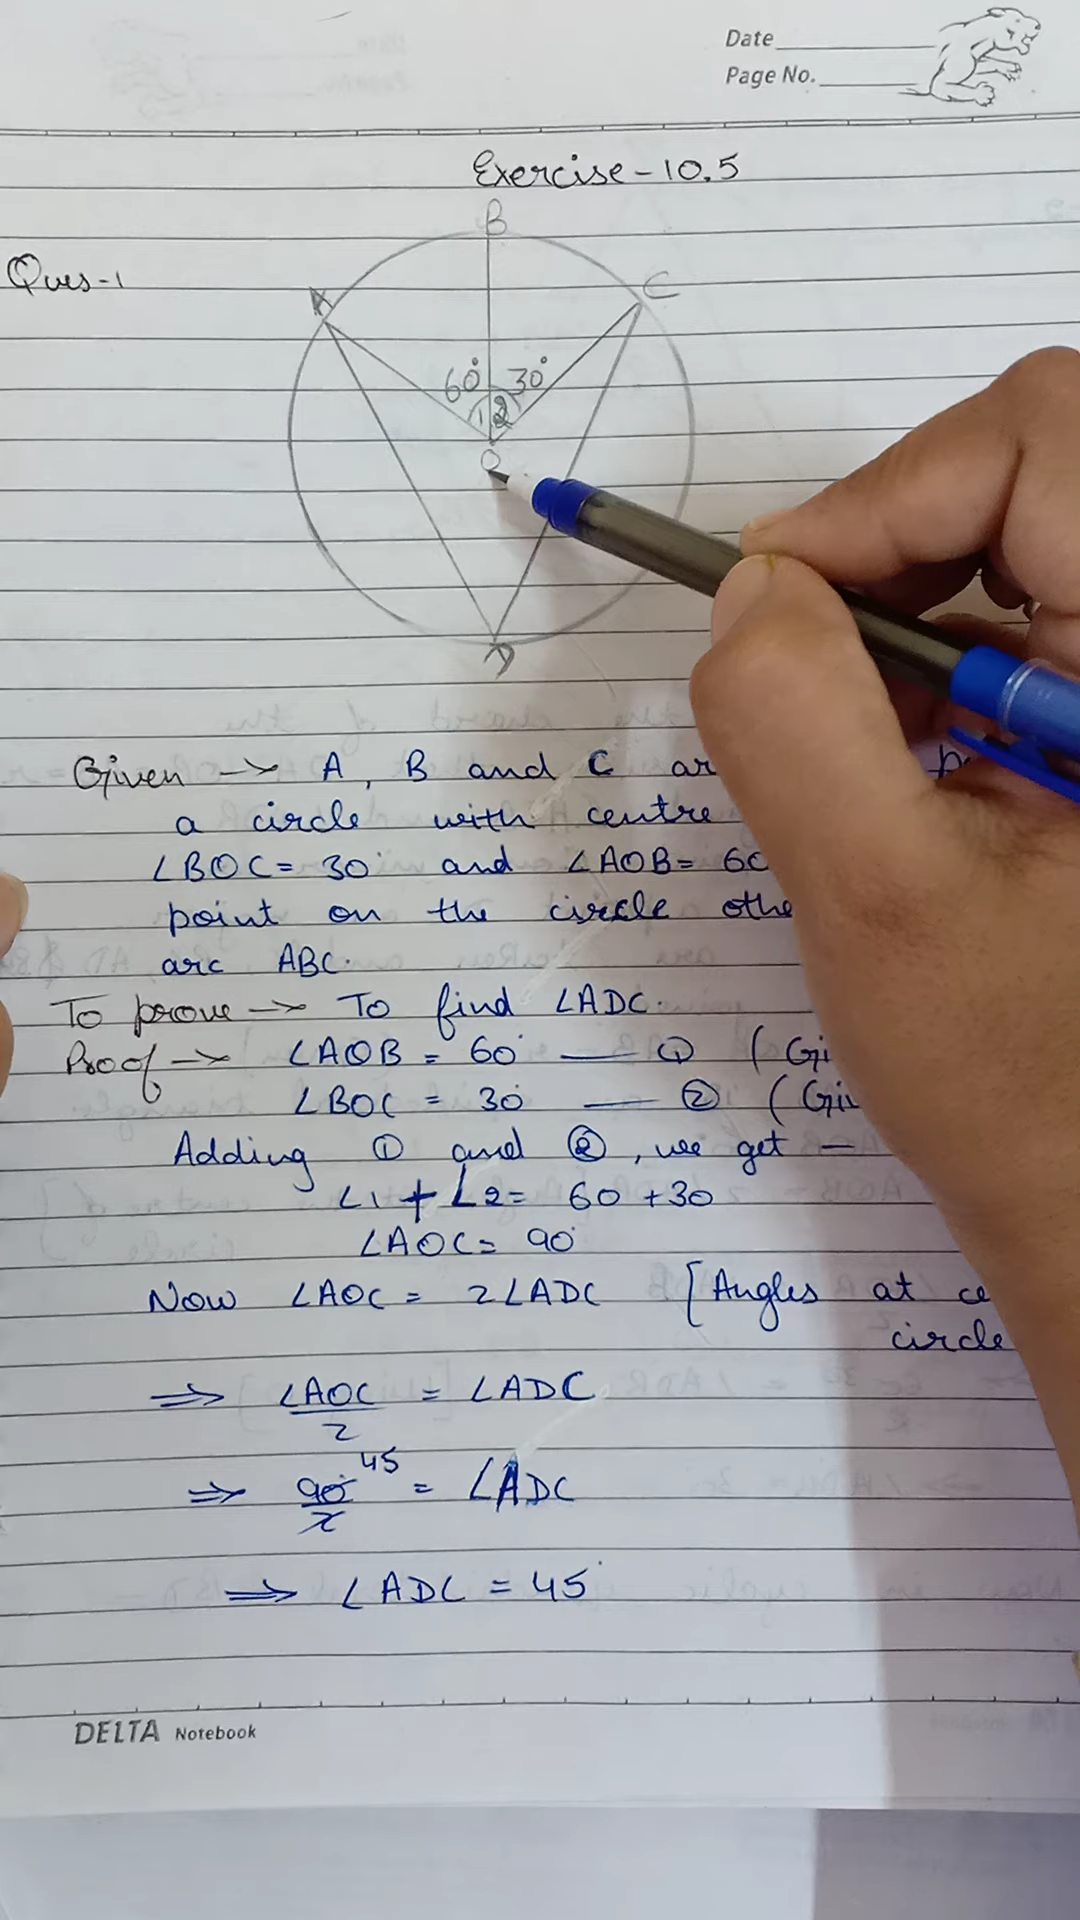 Date
Page No.
Exercise-10.5
Ques-1
B
A
C
60° 30°
1 2
O
D
Given → A, B and C ar
a circle with centre
∠BOC = 30° and ∠AOB = 60
point on the circle othe
arc ABC.
To prove → To find ∠ADC.
Proof → ∠AOB = 60° — ① (Gi
∠BOC = 30° — ② (Giv
Adding ① and ②, we get —
∠1 + ∠2 = 60 + 30
∠AOC = 90°
Now ∠AOC = 2∠ADC [Angles at ce
circle
⇒ ∠AOC/2 = ∠ADC
⇒ 90°/2 45 = ∠ADC
⇒ ∠ADC = 45°
DELTA Notebook